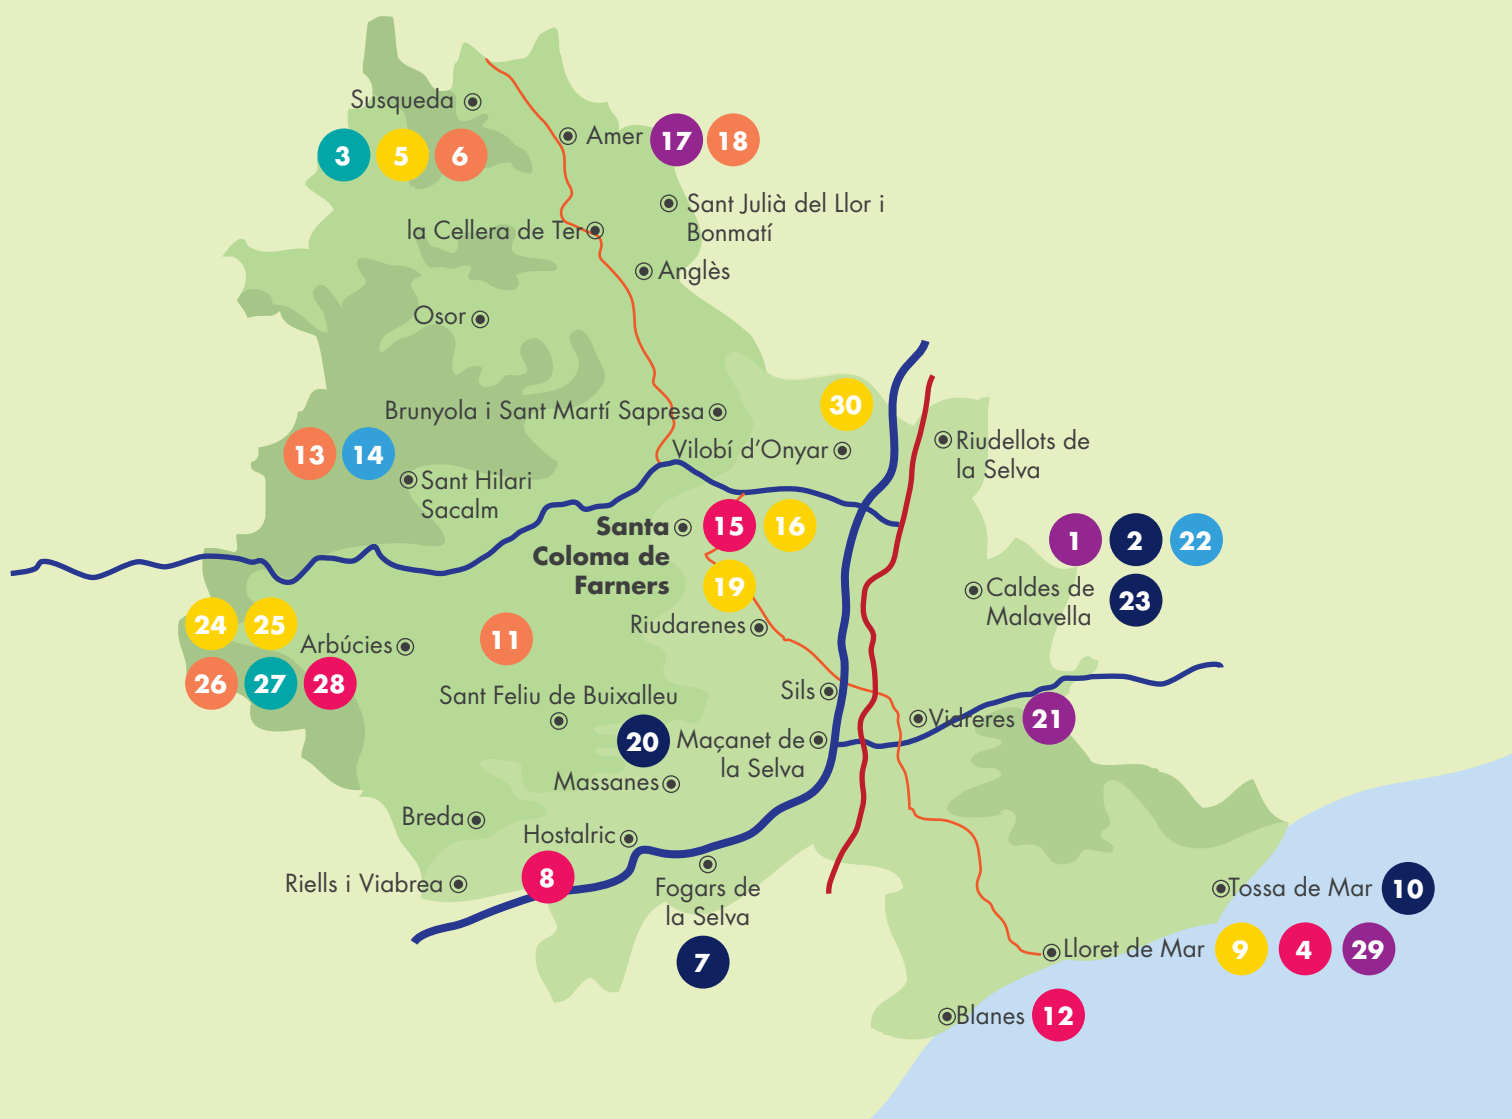 Susqueda
3 5 6
Amer 17 18
Sant Julià del Llor i
Bonmatí
la Cellera de Ter
Anglès
Osor
Brunyola i Sant Martí Sapresa
30
Vilobí d'Onyar
Riudellots de
la Selva
13 14
Sant Hilari
Sacalm
Santa
Coloma de
Farners
15 16
19
1 2 22
23
Caldes de
Malavella
24 25
Arbúcies
26 27 28
11
Riudarenes
Sant Feliu de Buixalleu
Sils
20
Maçanet de
la Selva
Vidreres 21
Massanes
Breda
Hostalric
8
Riells i Viabrea
Fogars de
la Selva
7
Tossa de Mar 10
Lloret de Mar 9 4 29
Blanes 12